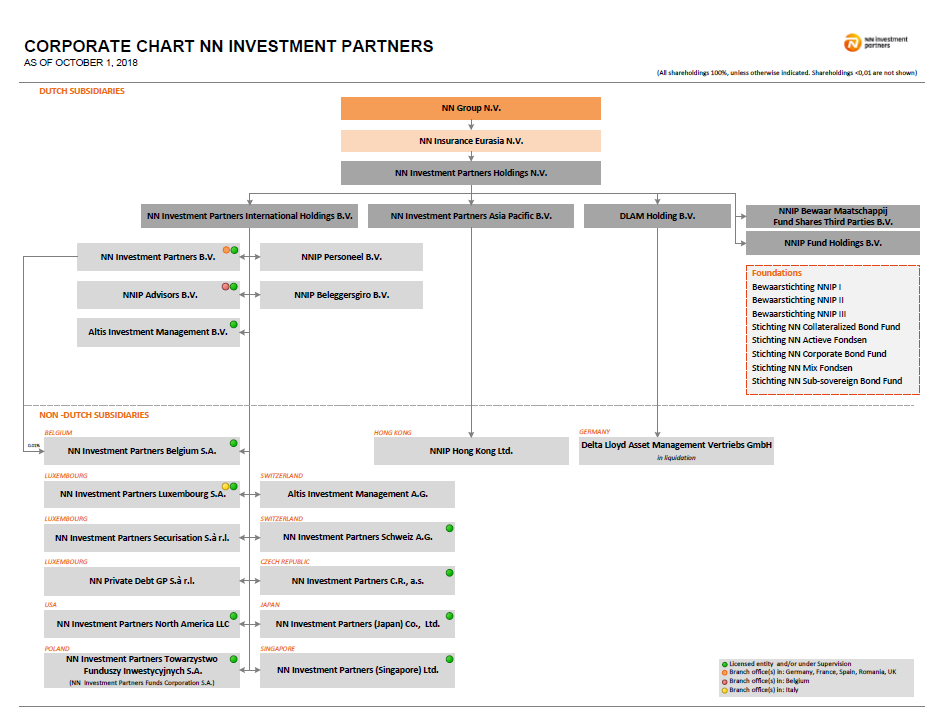 CORPORATE CHART NN INVESTMENT PARTNERS
AS OF OCTOBER 1, 2018
NN investment
partners
(All shareholdings 100%, unless otherwise indicated. Shareholdings <0,01 are not shown)
DUTCH SUBSIDIARIES
NN Group N.V.
NN Insurance Eurasia N.V.
NN Investment Partners Holdings N.V.
NN Investment Partners International Holdings B.V.
NN Investment Partners Asia Pacific B.V.
DLAM Holding B.V.
NNIP Bewaar Maatschappij
Fund Shares Third Parties B.V.
NNIP Fund Holdings B.V.
NN Investment Partners B.V.
NNIP Personeel B.V.
NNIP Advisors B.V.
NNIP Beleggersgiro B.V.
Altis Investment Management B.V.
Foundations
Bewaarstichting NNIP I
Bewaarstichting NNIP II
Bewaarstichting NNIP III
Stichting NN Collateralized Bond Fund
Stichting NN Actieve Fondsen
Stichting NN Corporate Bond Fund
Stichting NN Mix Fondsen
Stichting NN Sub-sovereign Bond Fund
NON -DUTCH SUBSIDIARIES
BELGIUM
NN Investment Partners Belgium S.A.
HONG KONG
NNIP Hong Kong Ltd.
GERMANY
Delta Lloyd Asset Management Vertriebs GmbH
in liquidation
LUXEMBOURG
NN Investment Partners Luxembourg S.A.
SWITZERLAND
Altis Investment Management A.G.
LUXEMBOURG
NN Investment Partners Securisation S.à r.l.
SWITZERLAND
NN Investment Partners Schweiz A.G.
LUXEMBOURG
NN Private Debt GP S.à r.l.
CZECH REPUBLIC
NN Investment Partners C.R., a.s.
USA
NN Investment Partners North America LLC
JAPAN
NN Investment Partners (Japan) Co., Ltd.
POLAND
NN Investment Partners Towarzystwo
Funduszy Inwestycyjnych S.A.
(NN Investment Partners Funds Corporation S.A.)
SINGAPORE
NN Investment Partners (Singapore) Ltd.
Licensed entity and/or under Supervision
Branch office(s) in: Germany, France, Spain, Romania, UK
Branch office(s) in: Belgium
Branch office(s) in: Italy